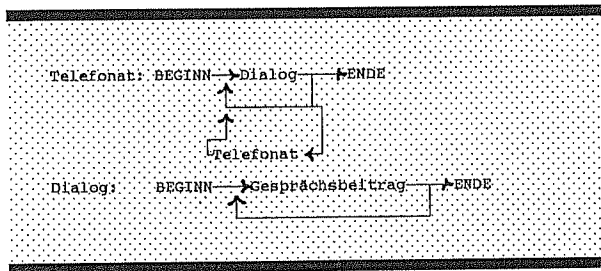 Telefonat: BEGINN Dialog ENDE
Telefonat
Dialog: BEGINN Gesprächsbeitrag ENDE